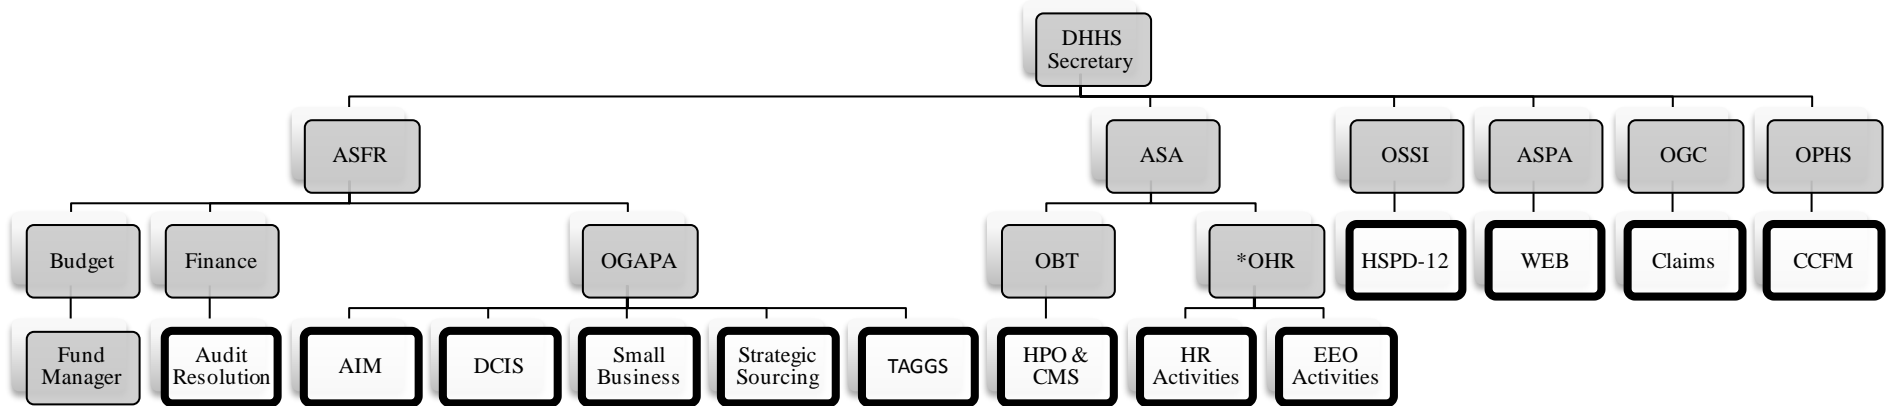 DHHS
Secretary
ASFR
ASA
OSSI
ASPA
OGC
OPHS
Budget
Finance
OGAPA
OBT
*OHR
HSPD-12
WEB
Claims
CCFM
Fund
Manager
Audit
Resolution
AIM
DCIS
Small
Business
Strategic
Sourcing
TAGGS
HPO &
CMS
HR
Activities
EEO
Activities